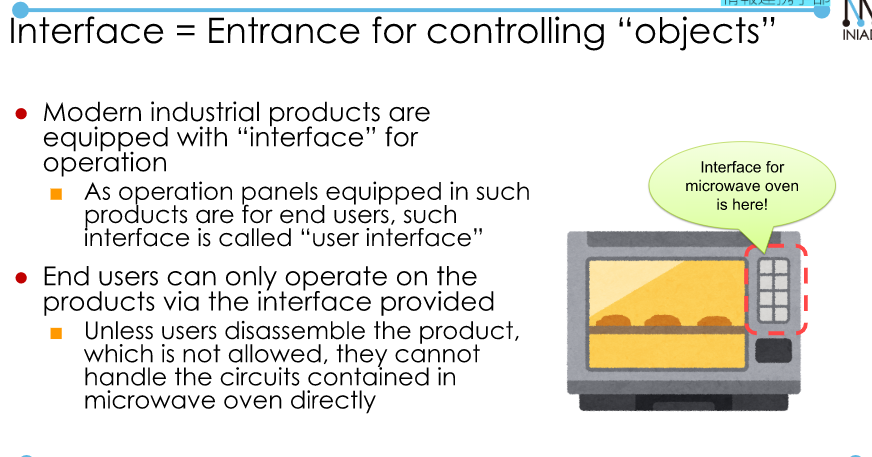 Interface = Entrance for controlling “objects”
● Modern industrial products are
equipped with “interface” for
operation
■ As operation panels equipped in such
products are for end users, such
interface is called “user interface”
● End users can only operate on the
products via the interface provided
■ Unless users disassemble the product,
which is not allowed, they cannot
handle the circuits contained in
microwave oven directly
Interface for
microwave oven
is here!